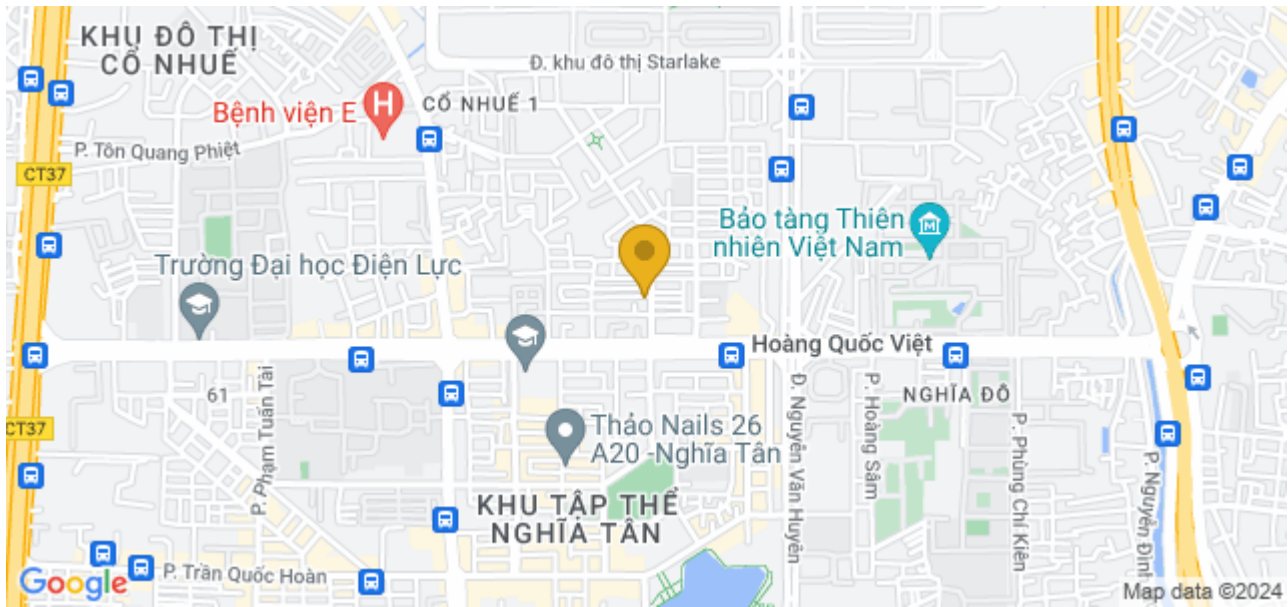 KHU ĐÔ THỊ
CỔ NHUẾ
Đ. khu đô thị Starlake
Bệnh viện E
H
CỔ NHUẾ 1
P. Tôn Quang Phiệt
CT37
Bảo tàng Thiên
nhiên Việt Nam
M
Trường Đại học Điện Lực
Hoàng Quốc Việt
61
P. Phạm Tuấn Tài
NGHĨA ĐÔ
Đ. Nguyễn Văn Huyên
P. Hoàng Sâm
P. Phùng Chí Kiên
P. Nguyễn Đình
CT37
Thảo Nails 26
A20 -Nghĩa Tân
KHU TẬP THỂ
NGHĨA TÂN
P. Trần Quốc Hoàn
Google
Map data ©2024